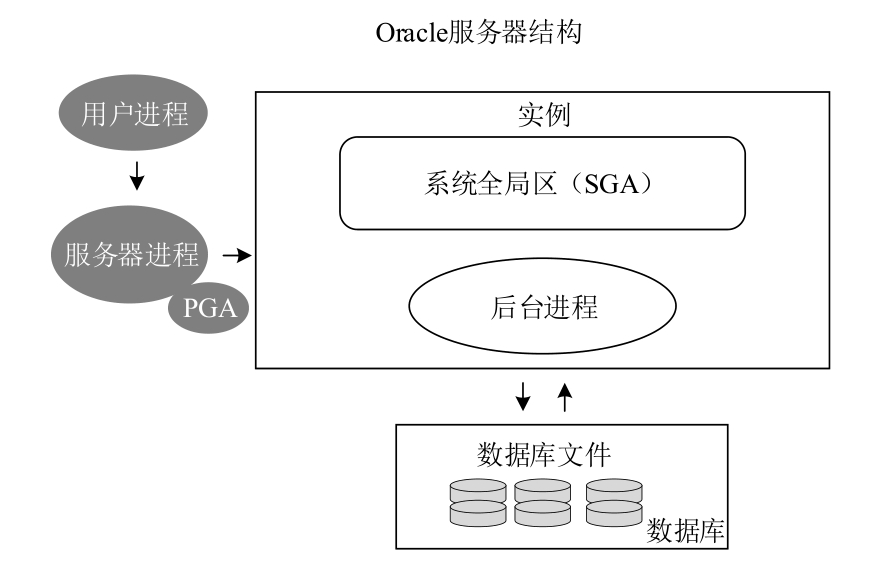 Oracle服务器结构
用户进程
服务器进程
PGA
实例
系统全局区（SGA）
后台进程
数据库文件
数据库